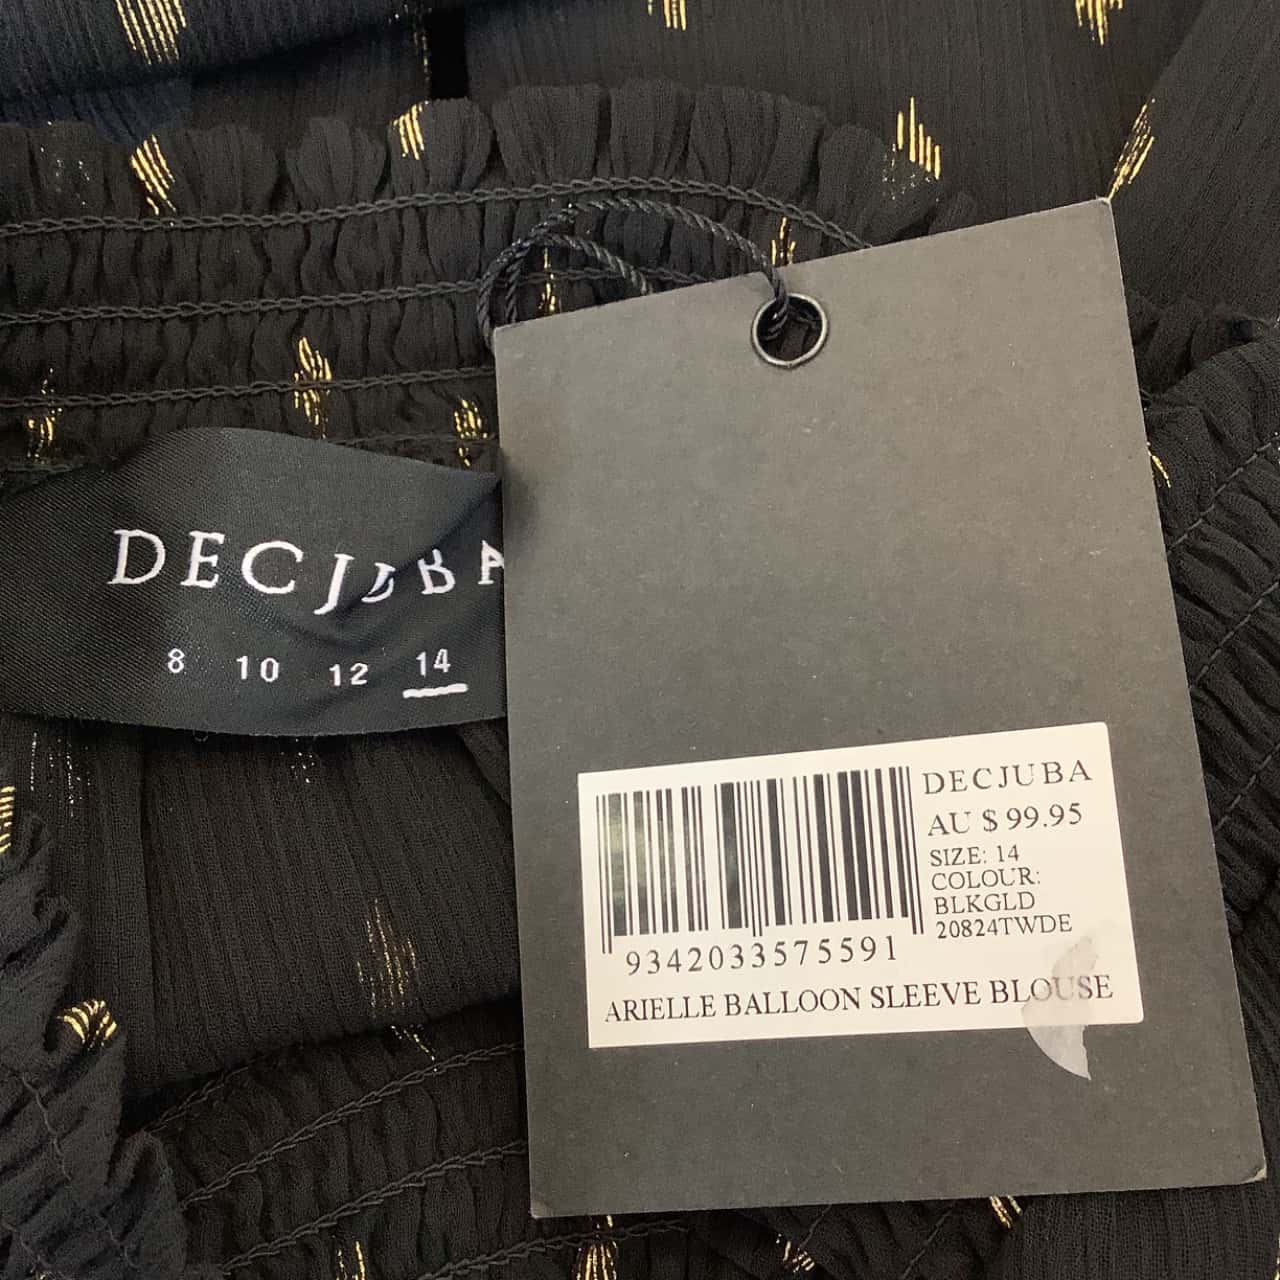 DECJUBA
8 10 12 14
DECJUBA
AU $ 99.95
SIZE: 14
COLOUR:
BLKGLD
20824TWDE
9342033575591
ARIELLE BALLOON SLEEVE BLOUSE